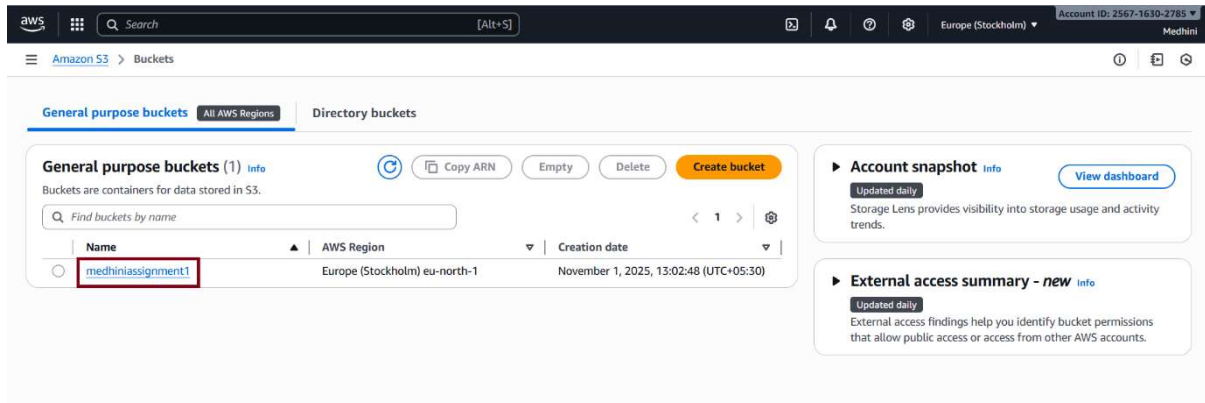 aws
Search [Alt+S]
Europe (Stockholm) ▼
Account ID: 2567-1630-2785 ▼
Medhini
Amazon S3 > Buckets
General purpose buckets All AWS Regions
Directory buckets
General purpose buckets (1) Info
Copy ARN
Empty
Delete
Create bucket
Buckets are containers for data stored in S3.
Find buckets by name
< 1 >
Name ▲ AWS Region ▽ Creation date ▽
medhiniassignment1 Europe (Stockholm) eu-north-1 November 1, 2025, 13:02:48 (UTC+05:30)
Account snapshot Info
View dashboard
Updated daily
Storage Lens provides visibility into storage usage and activity
trends.
External access summary - new Info
Updated daily
External access findings help you identify bucket permissions
that allow public access or access from other AWS accounts.